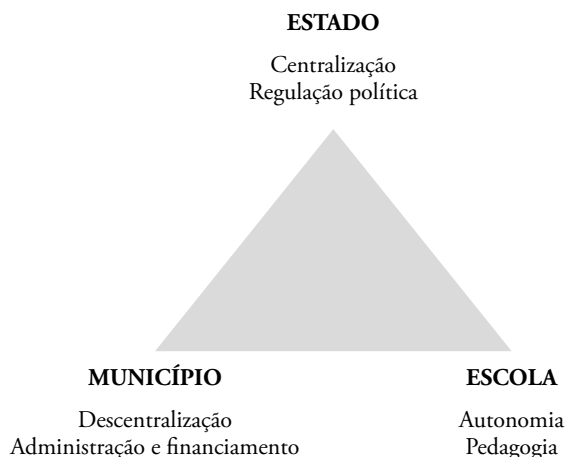 ESTADO
Centralização
Regulação política
MUNICÍPIO
Descentralização
Administração e financiamento
ESCOLA
Autonomia
Pedagogia